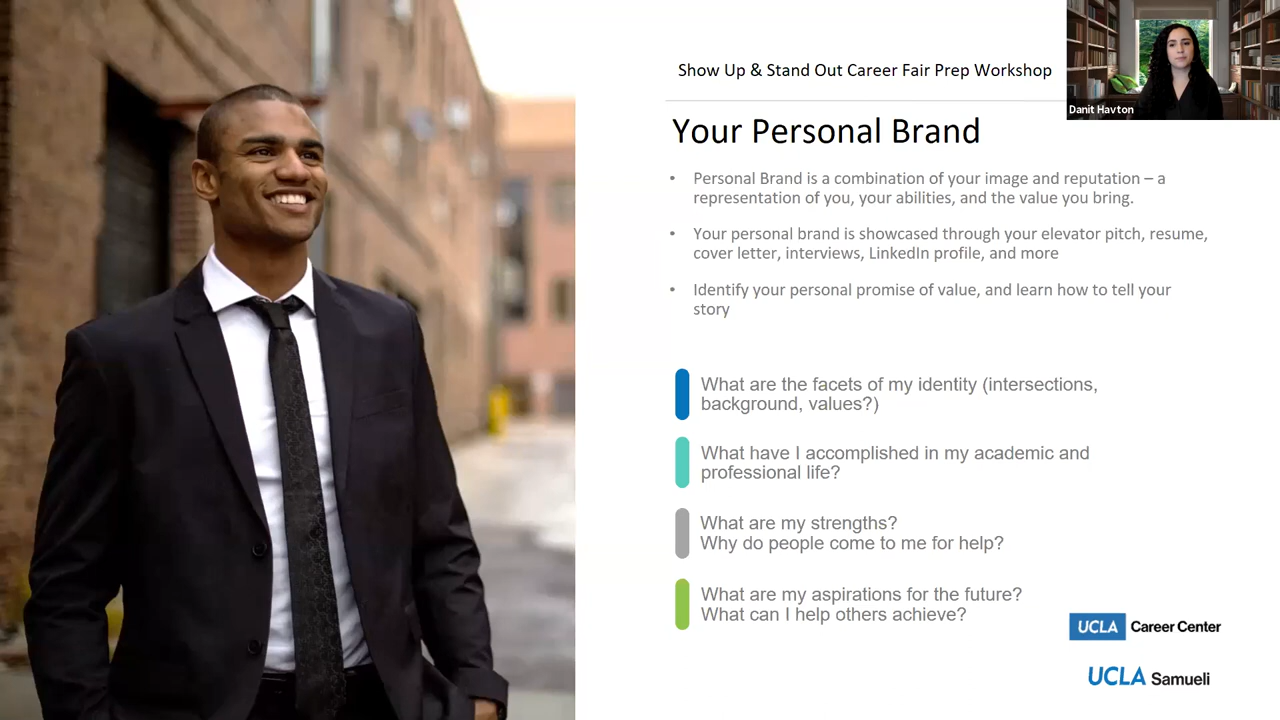 Show Up & Stand Out Career Fair Prep Workshop
Danit Havton
Your Personal Brand
• Personal Brand is a combination of your image and reputation – a
representation of you, your abilities, and the value you bring.
• Your personal brand is showcased through your elevator pitch, resume,
cover letter, interviews, LinkedIn profile, and more
• Identify your personal promise of value, and learn how to tell your
story
What are the facets of my identity (intersections,
background, values?)
What have I accomplished in my academic and
professional life?
What are my strengths?
Why do people come to me for help?
What are my aspirations for the future?
What can I help others achieve?
UCLA Career Center
UCLA Samueli